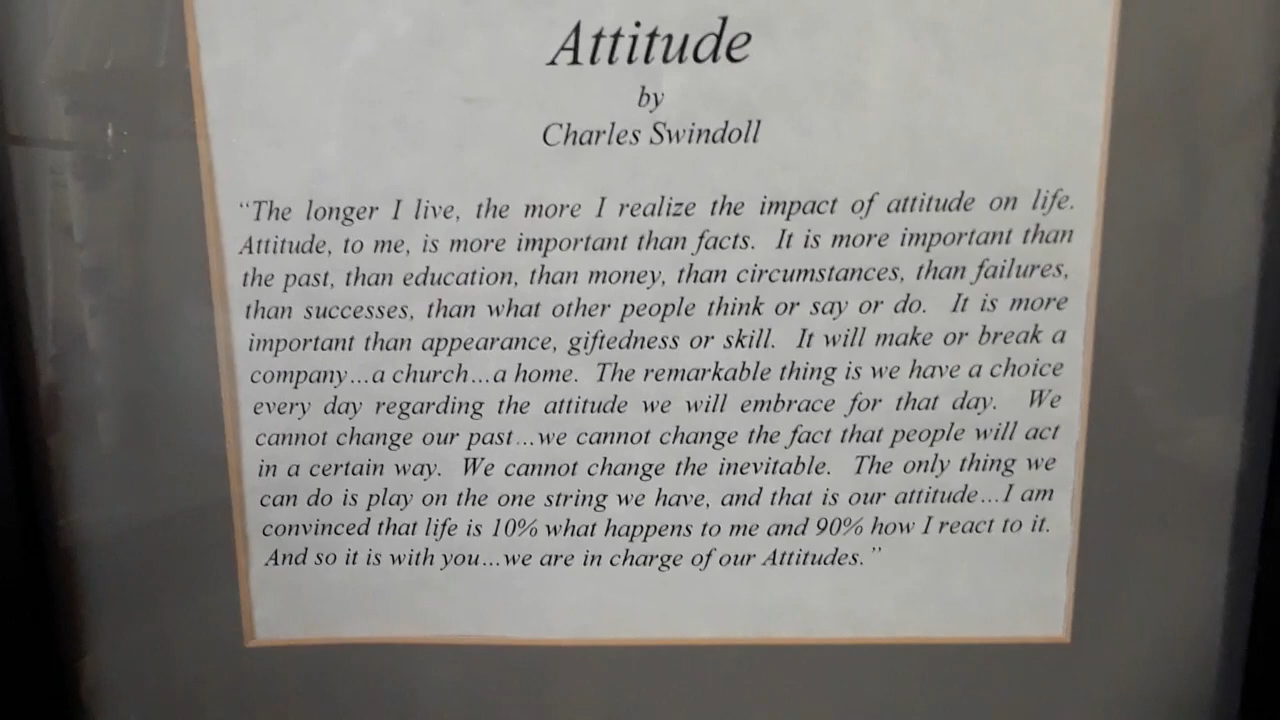 Attitude
by
Charles Swindoll
“The longer I live, the more I realize the impact of attitude on life.
Attitude, to me, is more important than facts. It is more important than
the past, than education, than money, than circumstances, than failures,
than successes, than what other people think or say or do. It is more
important than appearance, giftedness or skill. It will make or break a
company...a church...a home. The remarkable thing is we have a choice
every day regarding the attitude we will embrace for that day. We
cannot change our past...we cannot change the fact that people will act
in a certain way. We cannot change the inevitable. The only thing we
can do is play on the one string we have, and that is our attitude...I am
convinced that life is 10% what happens to me and 90% how I react to it.
And so it is with you...we are in charge of our Attitudes.”